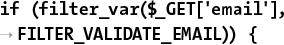 if (filter_var($_GET['email'],
→ FILTER_VALIDATE_EMAIL)) {